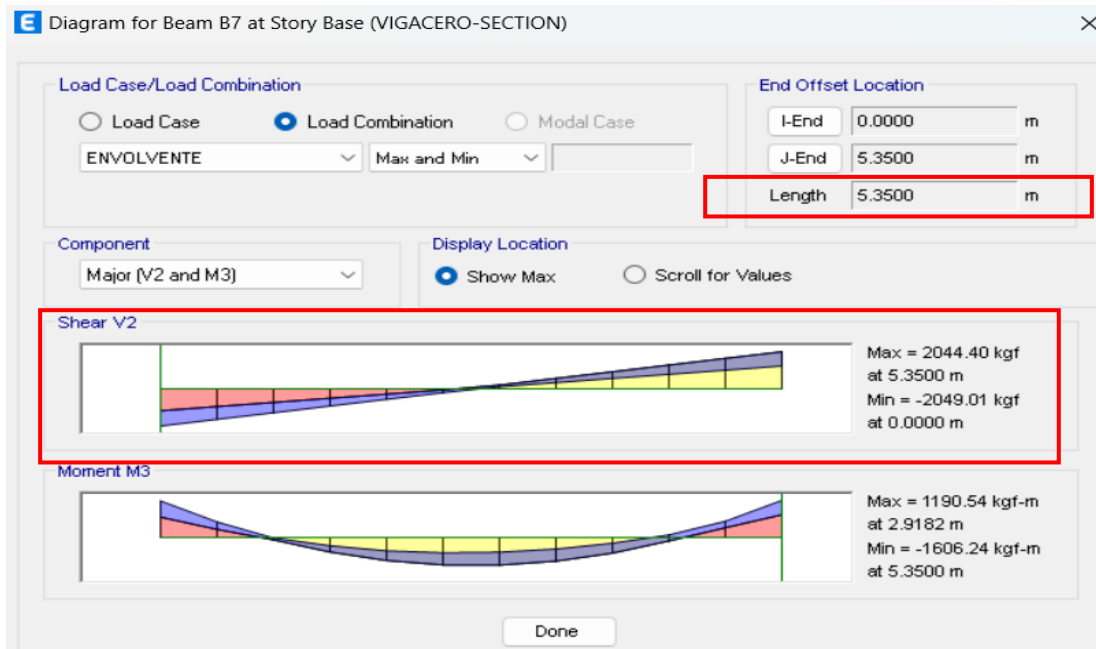 E Diagram for Beam B7 at Story Base (VIGACERO-SECTION)
Load Case/Load Combination
Load Case
Load Combination
Modal Case
ENVOLVENTE
Max and Min
End Offset Location
I-End 0.0000 m
J-End 5.3500 m
Length 5.3500 m
Component
Major (V2 and M3)
Display Location
Show Max
Scroll for Values
Shear V2
Max = 2044.40 kgf
at 5.3500 m
Min = -2049.01 kgf
at 0.0000 m
Moment M3
Max = 1190.54 kgf-m
at 2.9182 m
Min = -1606.24 kgf-m
at 5.3500 m
Done